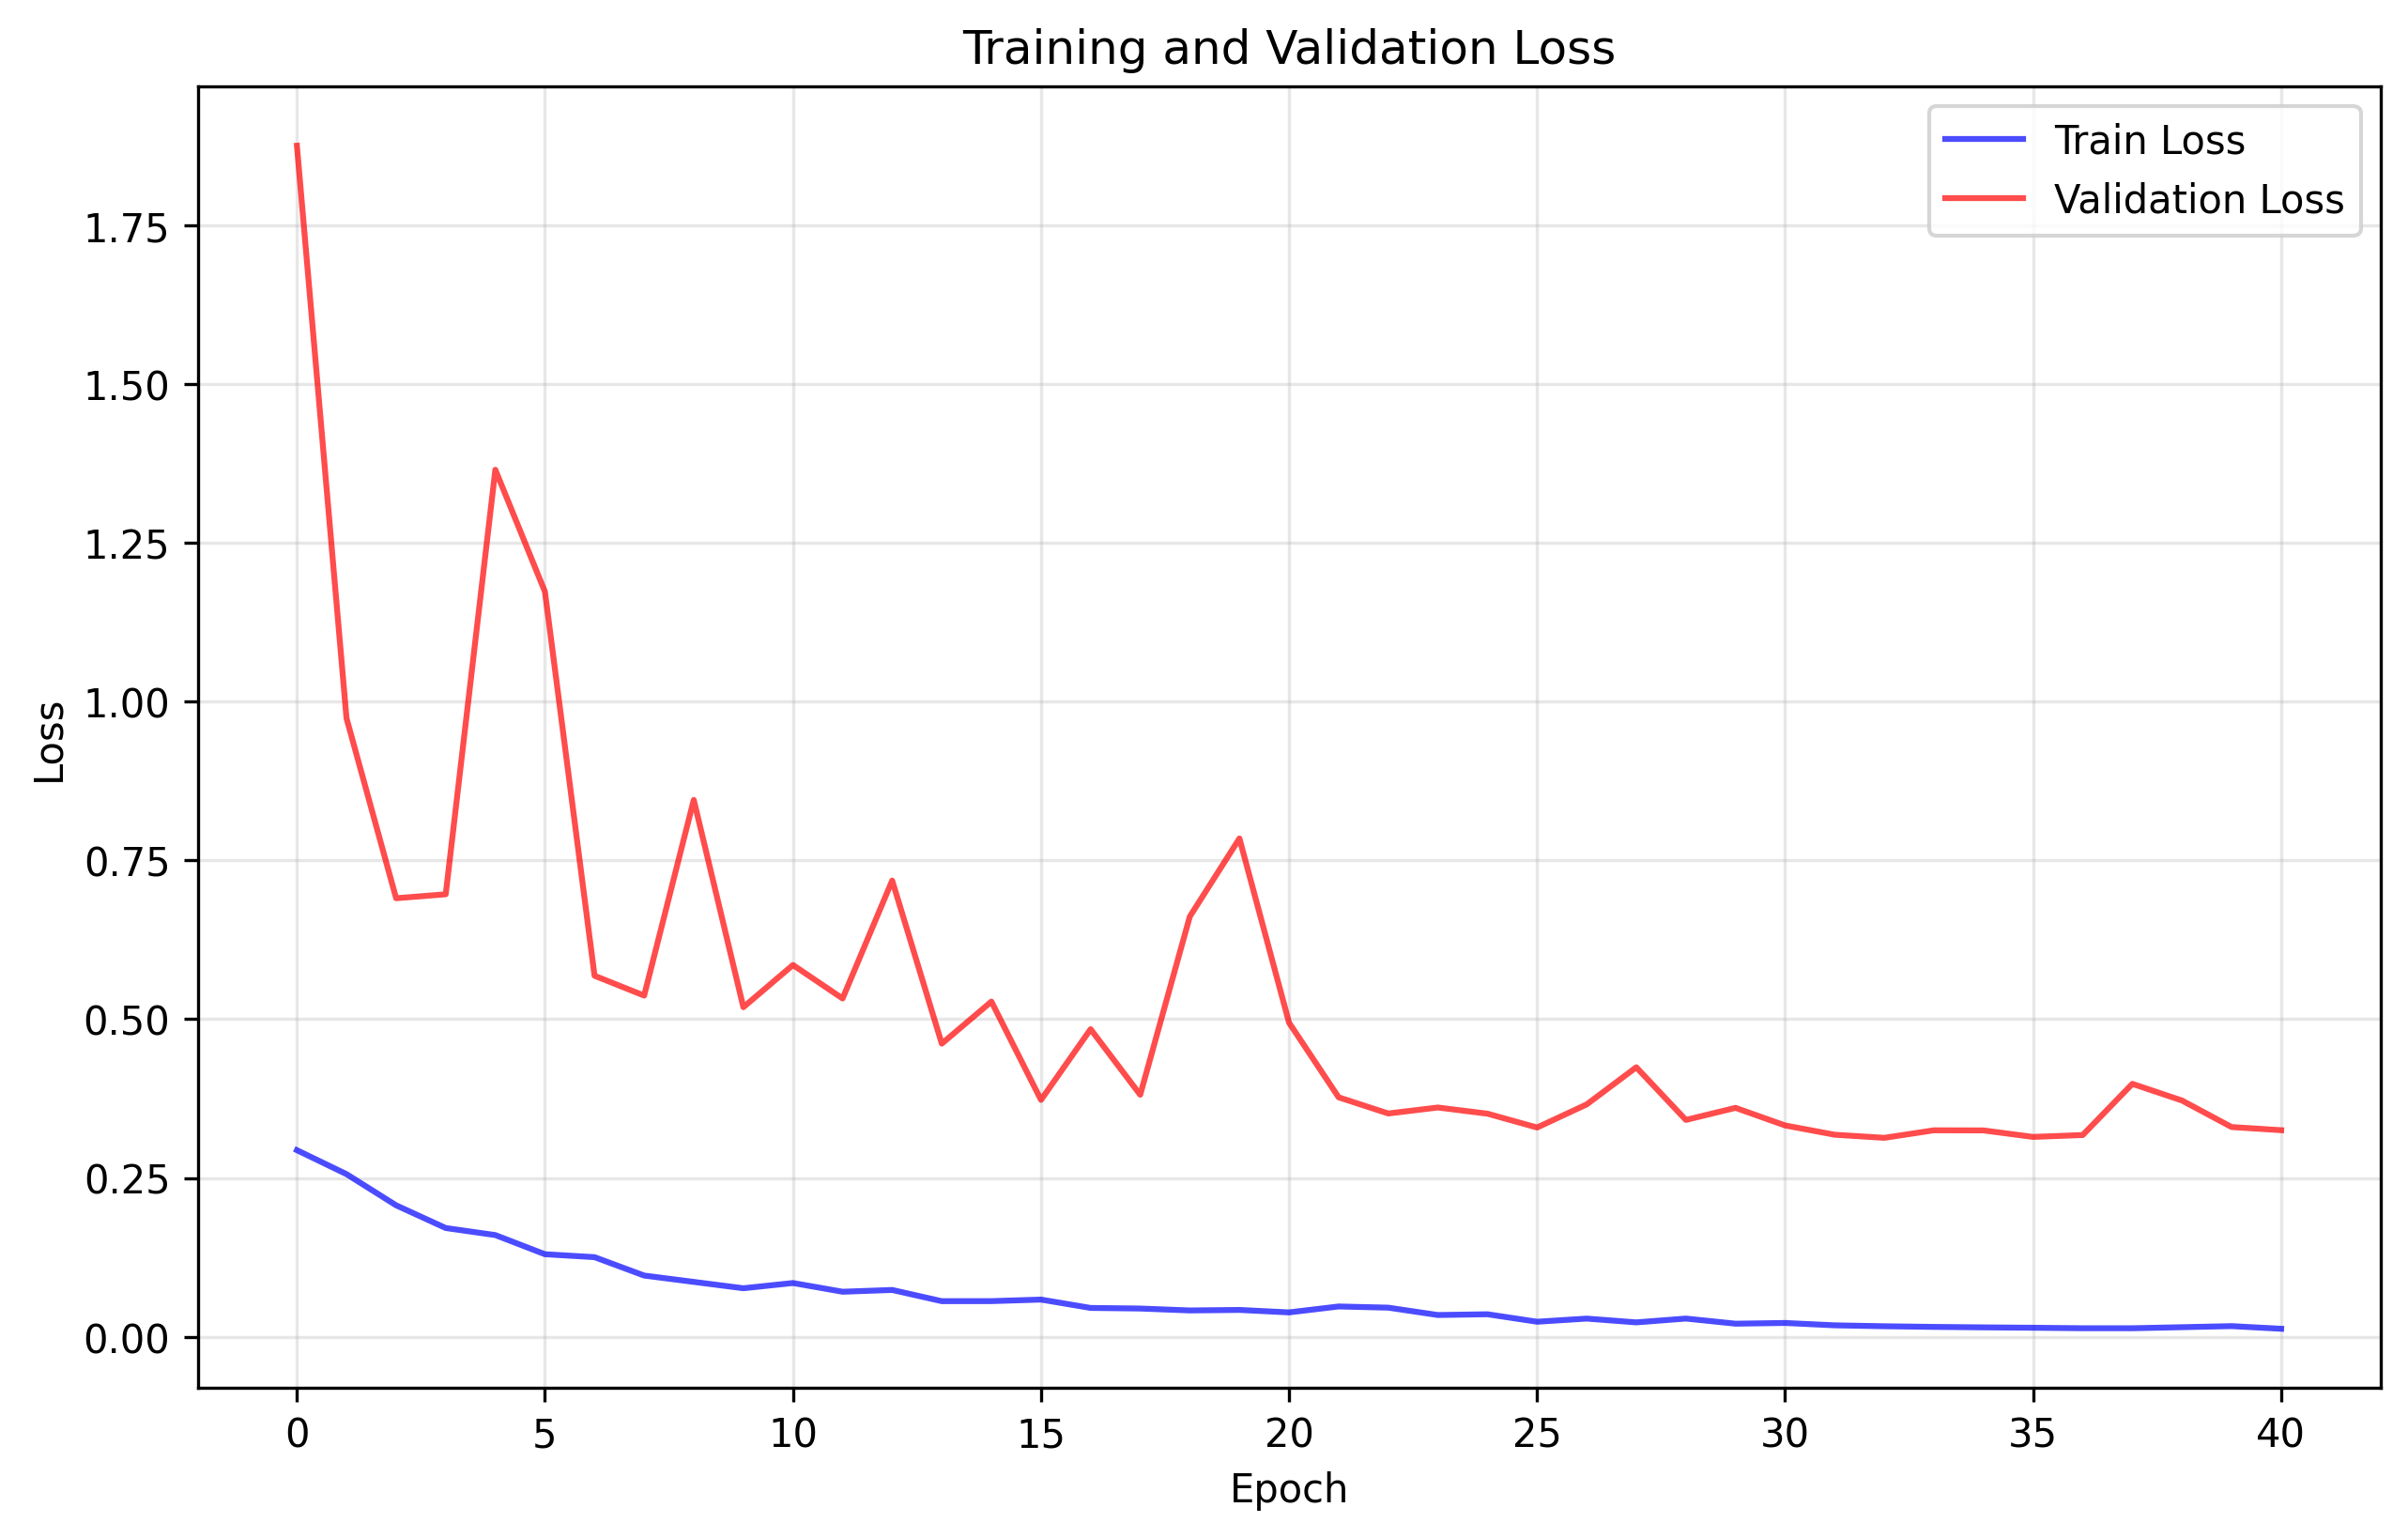 Training and Validation Loss
Train Loss
Validation Loss
1.75
1.50
1.25
1.00
0.75
0.50
0.25
0.00
Loss
0 5 10 15 20 25 30 35 40
Epoch